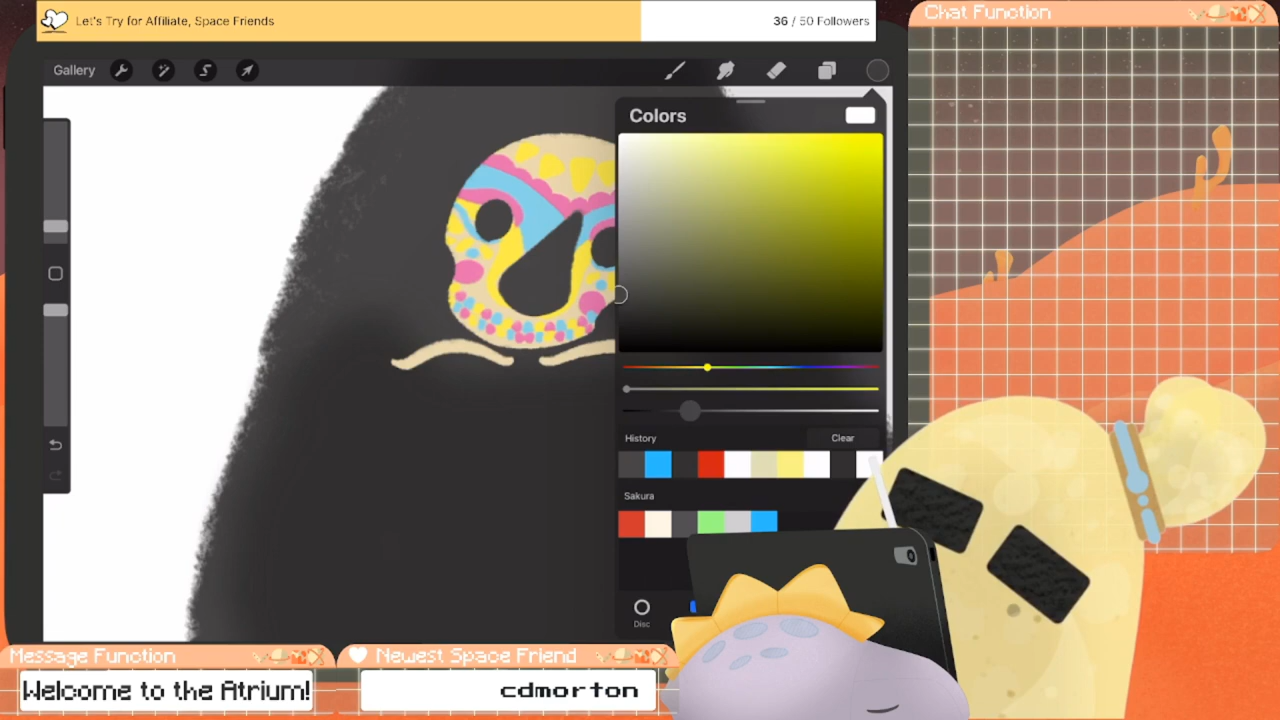 Let's Try for Affiliate, Space Friends
36 / 50 Followers
Chat Function
Gallery
Colors
History
Clear
Sakura
Disc
Message Function
Newest Space Friend
Welcome to the Atrium!
cdmorton